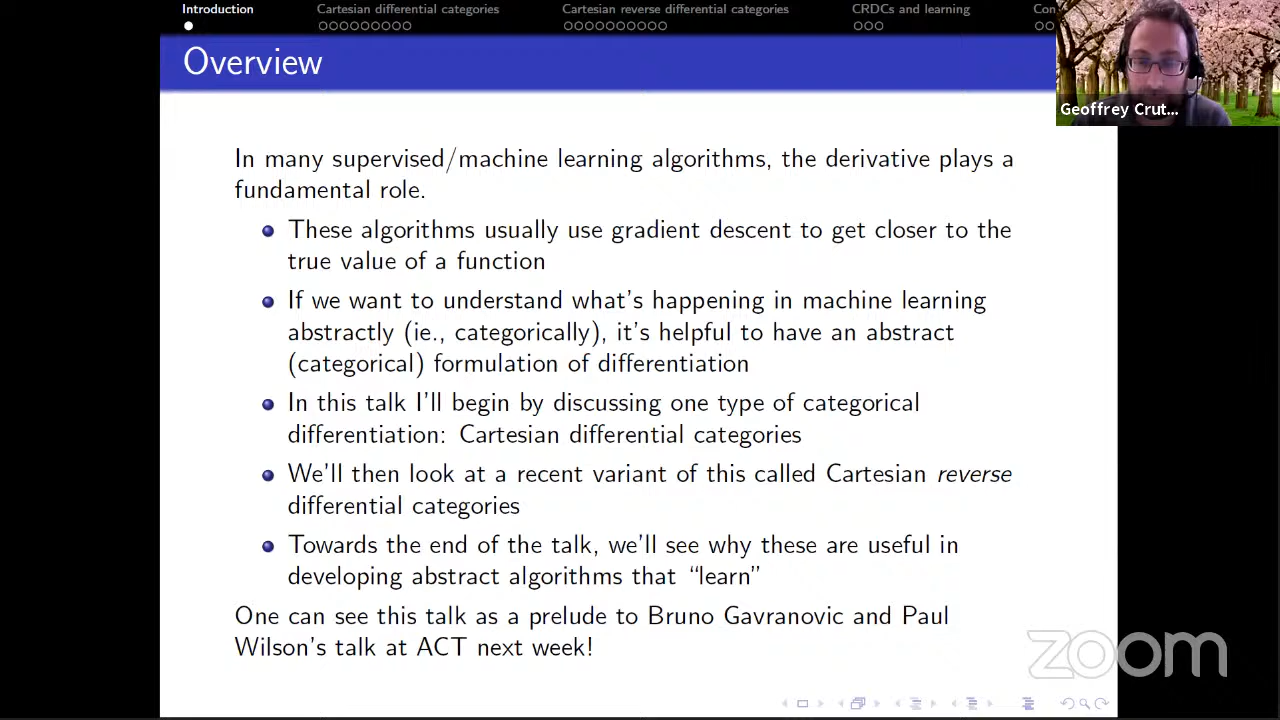 Introduction
Cartesian differential categories
Cartesian reverse differential categories
CRDCs and learning
Con
Overview
Geoffrey Crut...
In many supervised/machine learning algorithms, the derivative plays a
fundamental role.
These algorithms usually use gradient descent to get closer to the
true value of a function
If we want to understand what's happening in machine learning
abstractly (ie., categorically), it's helpful to have an abstract
(categorical) formulation of differentiation
In this talk I'll begin by discussing one type of categorical
differentiation: Cartesian differential categories
We'll then look at a recent variant of this called Cartesian reverse
differential categories
Towards the end of the talk, we'll see why these are useful in
developing abstract algorithms that “learn”
One can see this talk as a prelude to Bruno Gavranovic and Paul
Wilson's talk at ACT next week!
zoom